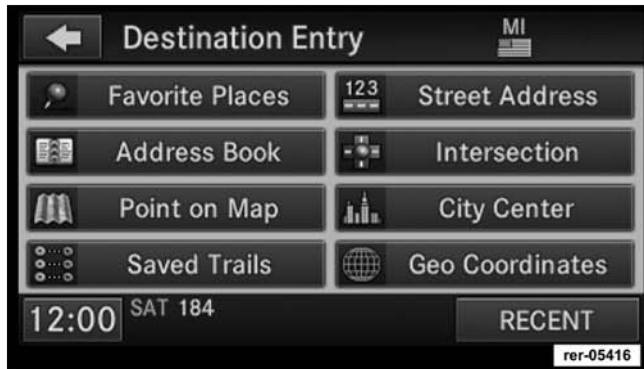 Destination Entry
MI
Favorite Places
123
Street Address
Address Book
Intersection
Point on Map
City Center
Saved Trails
Geo Coordinates
12:00
SAT 184
RECENT
rer-05416